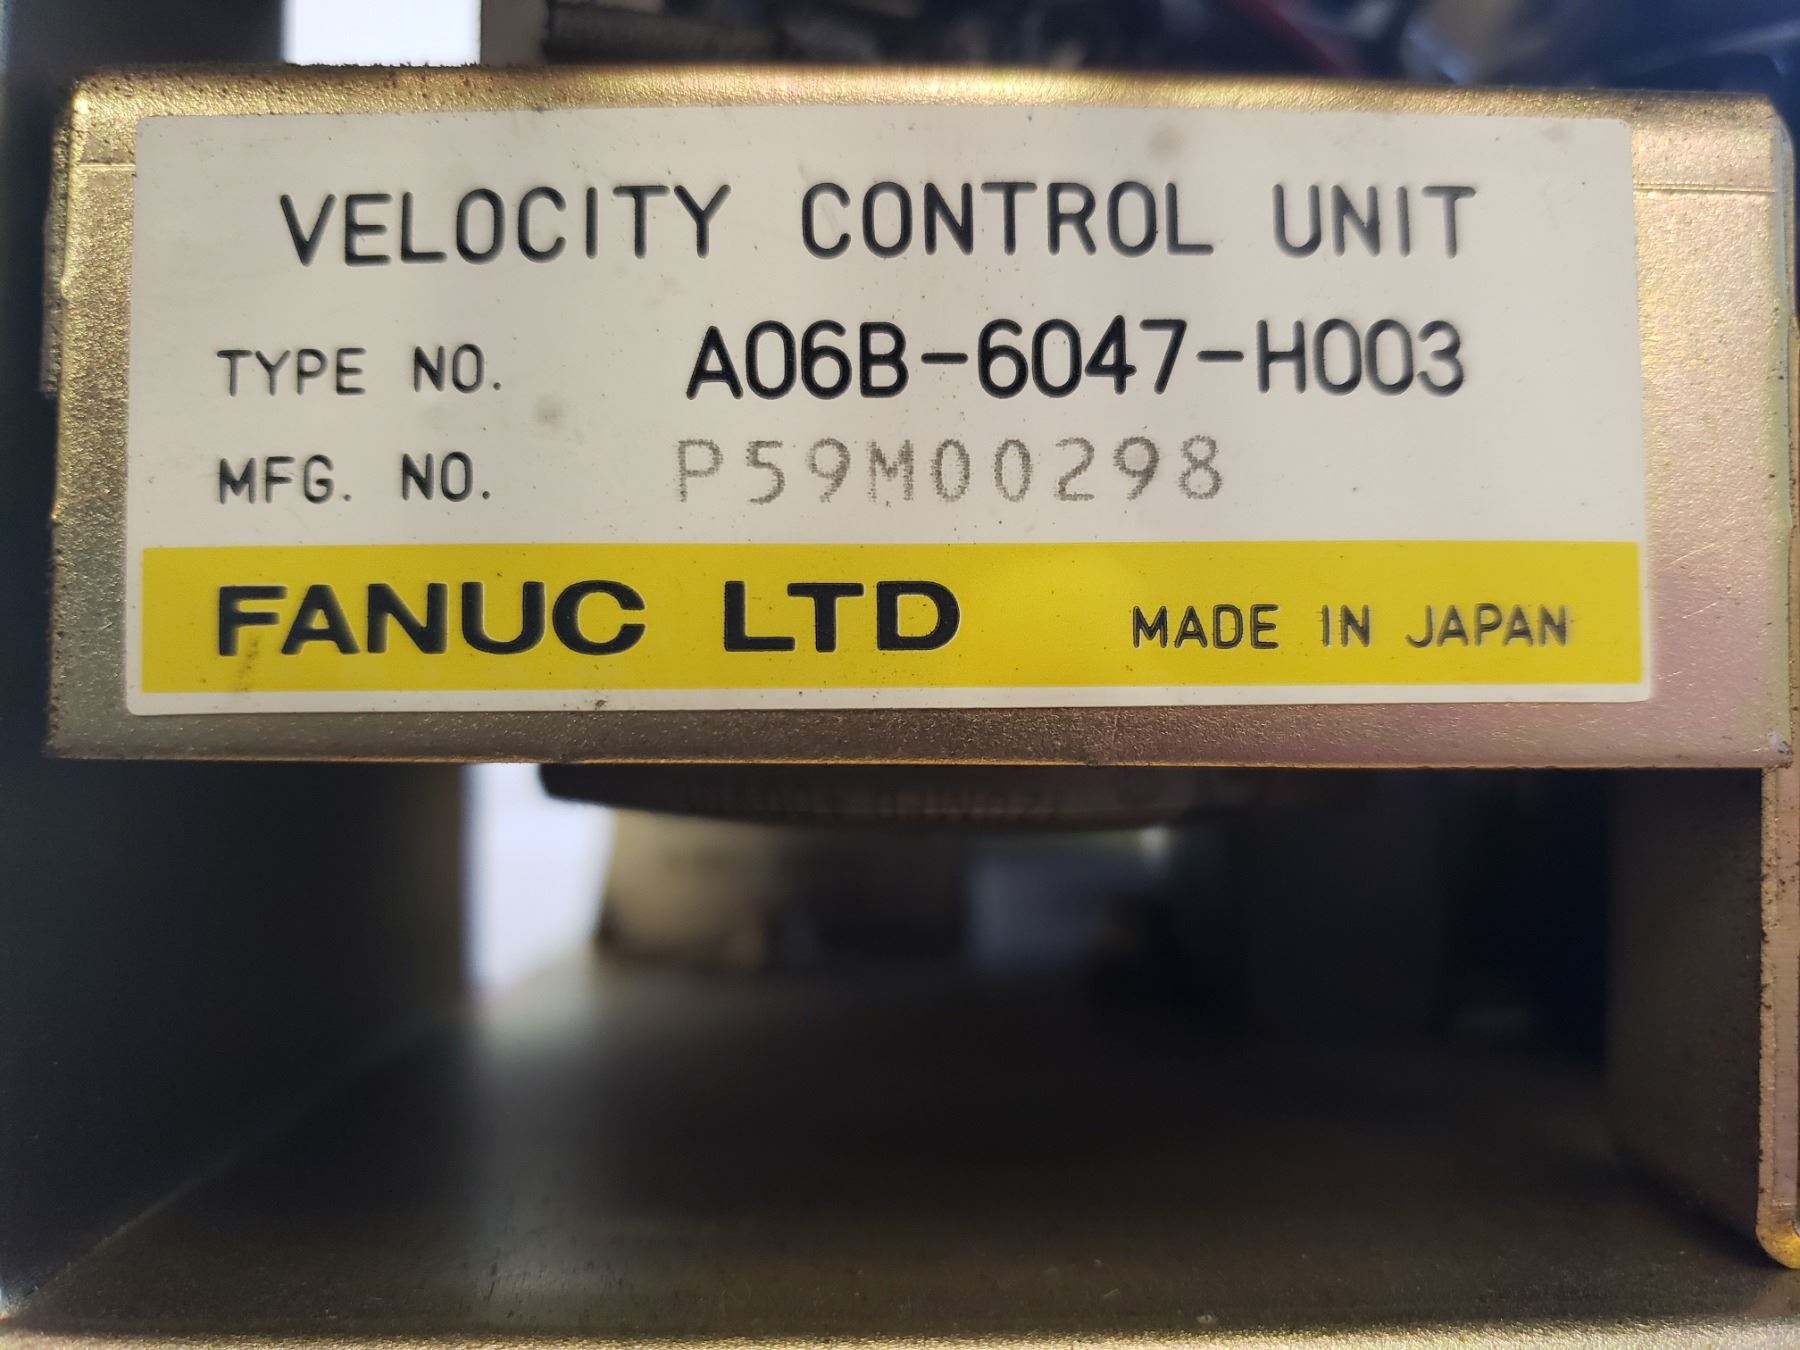 VELOCITY CONTROL UNIT
TYPE NO. A06B-6047-H003
MFG. NO. P59M00298
FANUC LTD MADE IN JAPAN